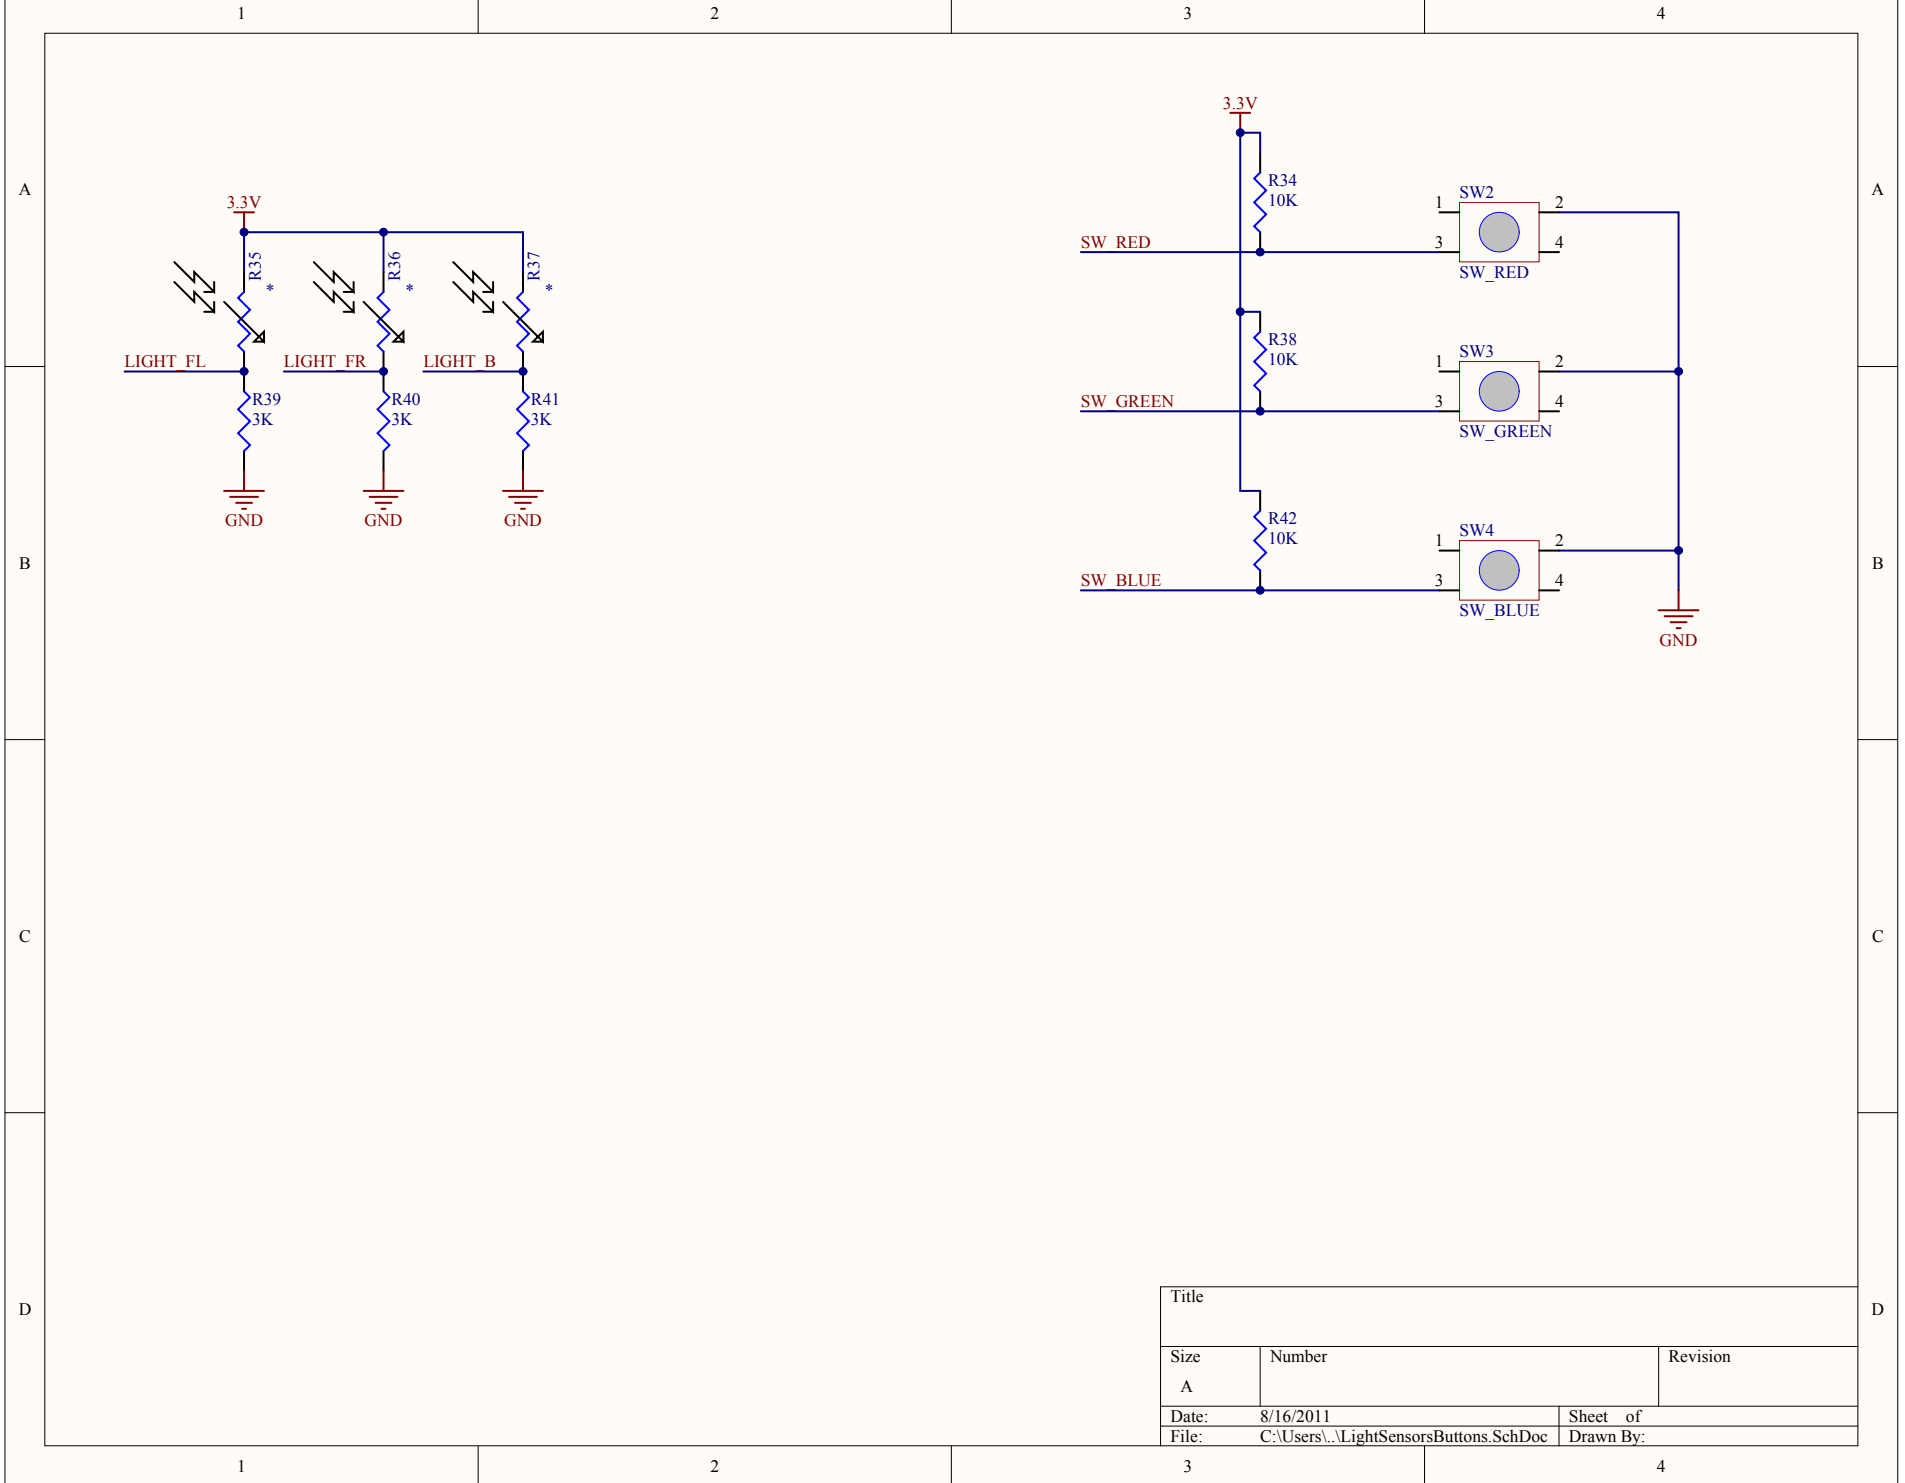 1 2 3 4
A A
B B
C C
D D
3.3V
R35
*
R36
*
R37
*
LIGHT_FL
LIGHT_FR
LIGHT_B
R39
3K
R40
3K
R41
3K
GND
GND
GND
3.3V
R34
10K
SW_RED
SW2
1 2
3 4
SW_RED
R38
10K
SW_GREEN
SW3
1 2
3 4
SW_GREEN
R42
10K
SW_BLUE
SW4
1 2
3 4
SW_BLUE
GND
Title
Size Number Revision
A
Date: 8/16/2011 Sheet of
File: C:\Users\..\LightSensorsButtons.SchDoc Drawn By:
1 2 3 4